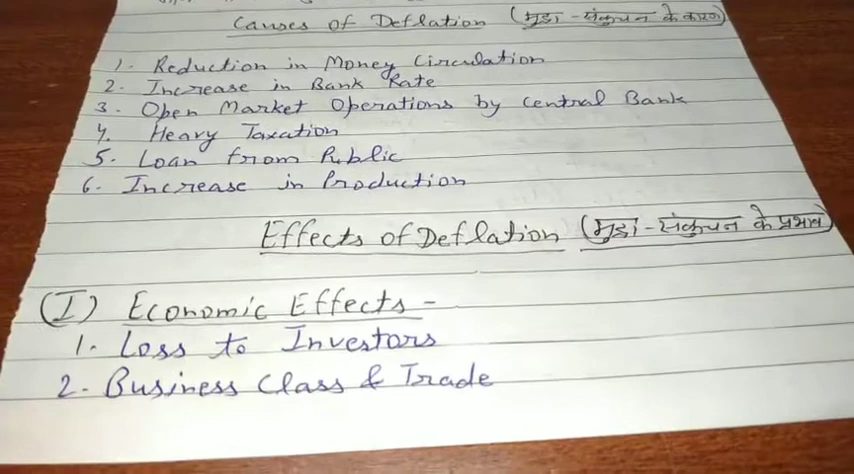 Causes of Deflation (मुद्रा-संकुचन के कारण)
1. Reduction in Money Circulation
2. Increase in Bank Rate
3. Open Market Operations by Central Bank
4. Heavy Taxation
5. Loan from Public
6. Increase in Production
Effects of Deflation (मुद्रा-संकुचन के प्रभाव)
(I) Economic Effects -
1. Loss to Investors
2. Business Class & Trade